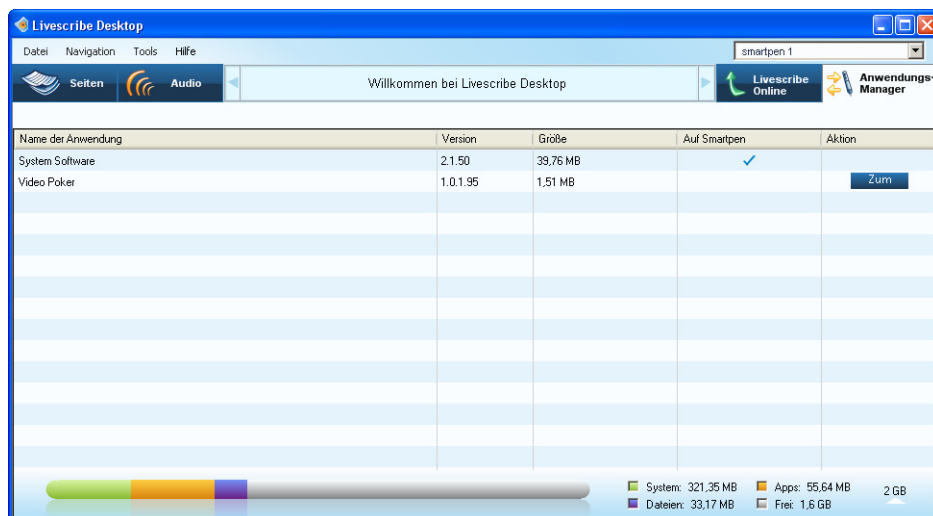 Livescribe Desktop
Datei Navigation Tools Hilfe smartpen 1
Seiten Audio Willkommen bei Livescribe Desktop Livescribe Online Anwendungs-Manager
Name der Anwendung Version Größe Auf Smartpen Aktion
System Software 2.1.50 39,76 MB
Video Poker 1.0.1.95 1,51 MB Zum
System: 321,35 MB Apps: 55,64 MB 2 GB
Dateien: 33,17 MB Frei: 1,6 GB